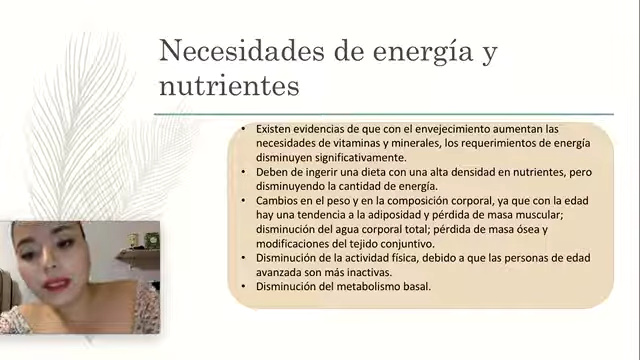 Necesidades de energía y
nutrientes
• Existen evidencias de que con el envejecimiento aumentan las
necesidades de vitaminas y minerales, los requerimientos de energía
disminuyen significativamente.
• Deben de ingerir una dieta con una alta densidad en nutrientes, pero
disminuyendo la cantidad de energía.
• Cambios en el peso y en la composición corporal, ya que con la edad
hay una tendencia a la adiposidad y pérdida de masa muscular;
disminución del agua corporal total; pérdida de masa ósea y
modificaciones del tejido conjuntivo.
• Disminución de la actividad física, debido a que las personas de edad
avanzada son más inactivas.
• Disminución del metabolismo basal.